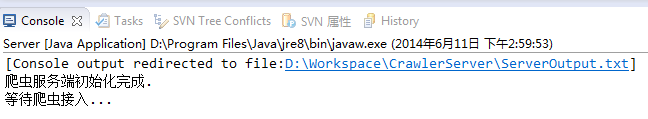 Console Tasks SVN Tree Conflicts SVN 属性 History
Server [Java Application] D:\Program Files\Java\jre8\bin\javaw.exe (2014年6月11日 下午2:59:53)
[Console output redirected to file:D:\Workspace\CrawlerServer\ServerOutput.txt]
爬虫服务端初始化完成.
等待爬虫接入...